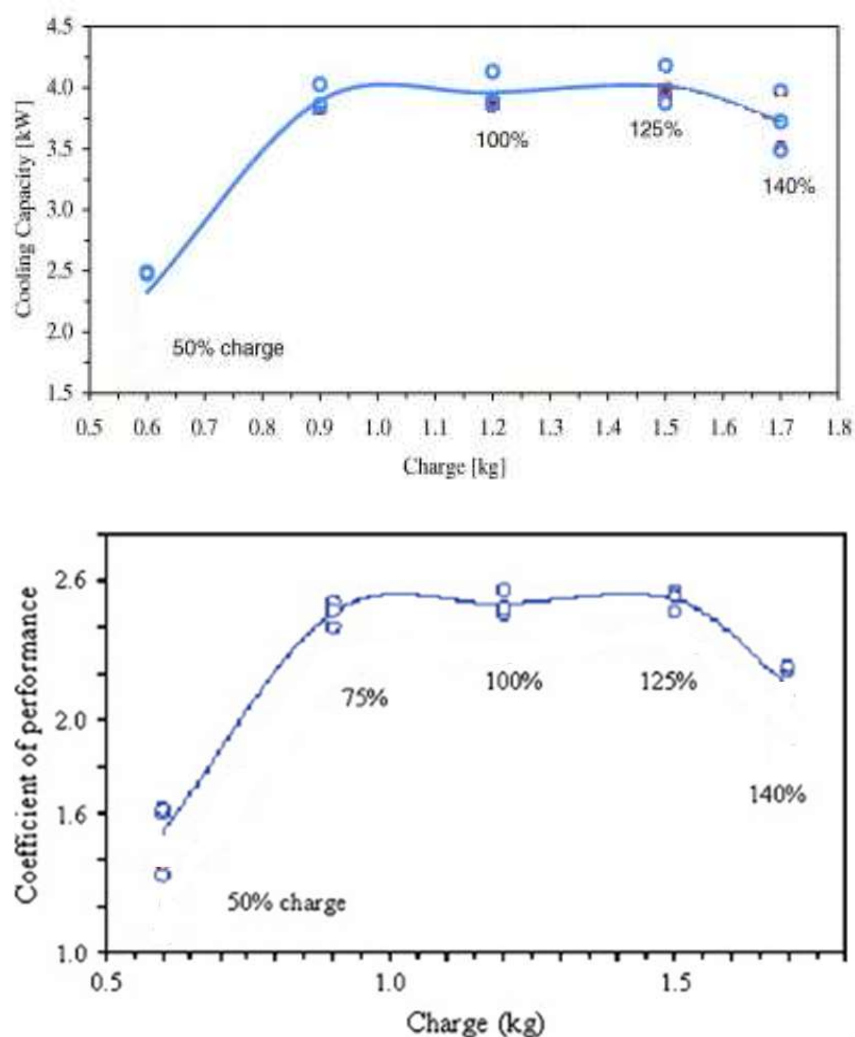 4.5
4.0
3.5
3.0
2.5
2.0
1.5
Cooling Capacity [kW]
100%
125%
140%
50% charge
0.5 0.6 0.7 0.8 0.9 1.0 1.1 1.2 1.3 1.4 1.5 1.6 1.7 1.8
Charge [kg]
2.6
2.0
1.6
1.0
Coefficient of performance
75%
100%
125%
140%
50% charge
0.5 1.0 1.5
Charge (kg)